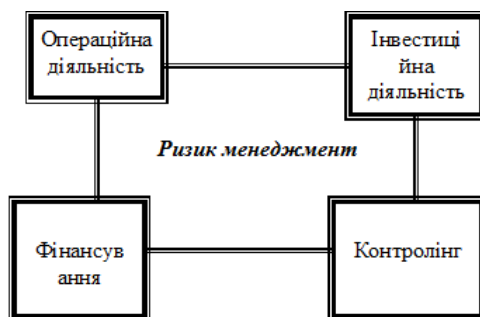 Операційна
діяльність
Інвестиці
йна
діяльність
Ризик менеджмент
Фінансув
ання
Контролінг